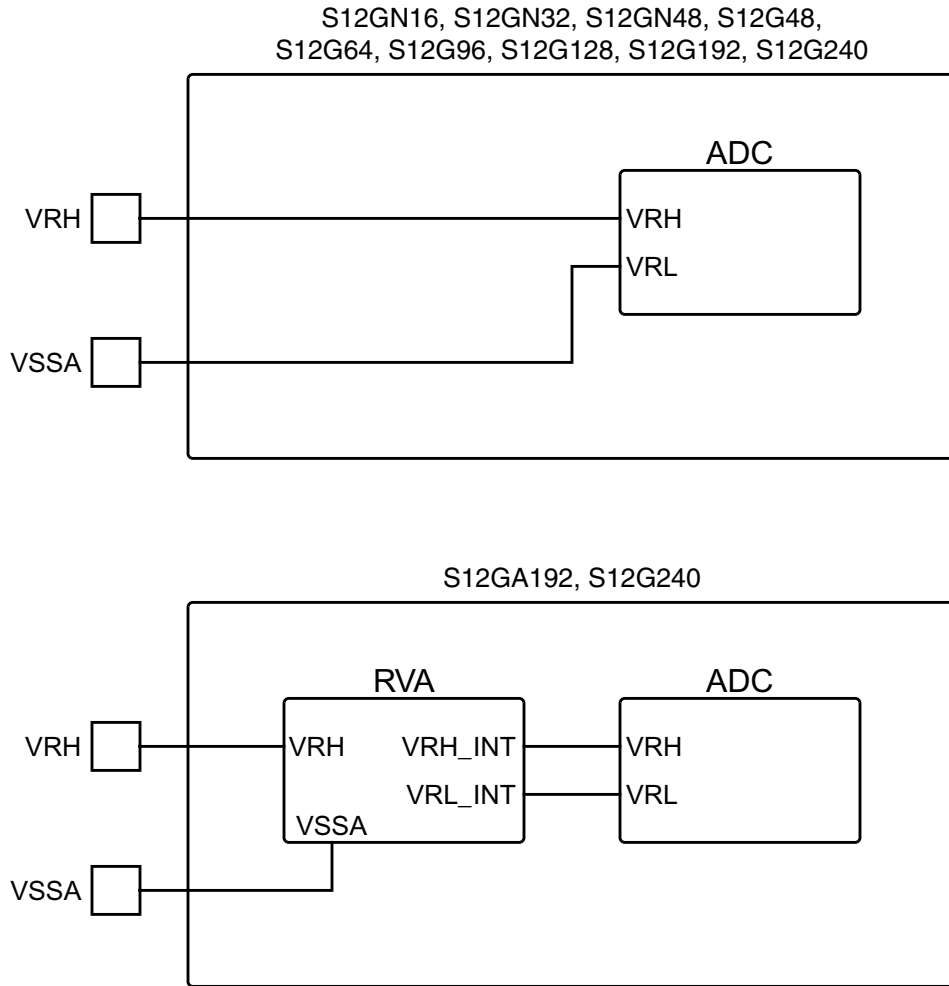 S12GN16, S12GN32, S12GN48, S12G48,
S12G64, S12G96, S12G128, S12G192, S12G240
ADC
VRH
VRH
VRL
VSSA
S12GA192, S12G240
RVA
ADC
VRH
VRH
VRH_INT
VRH
VRL_INT
VRL
VSSA
VSSA